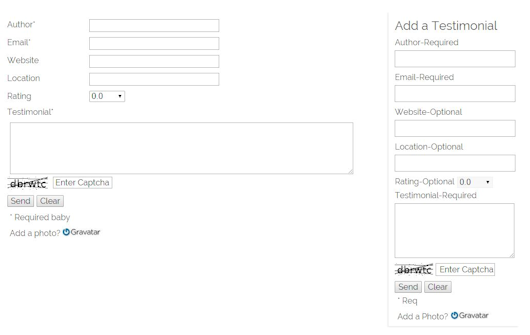 Author*
Email*
Website
Location
Rating 0.0
Testimonial*
dbrwtc Enter Captcha
Send Clear
* Required baby
Add a photo? Gravatar
Add a Testimonial
Author-Required
Email-Required
Website-Optional
Location-Optional
Rating-Optional 0.0
Testimonial-Required
dbrwtc Enter Captcha
Send Clear
* Req
Add a Photo? Gravatar